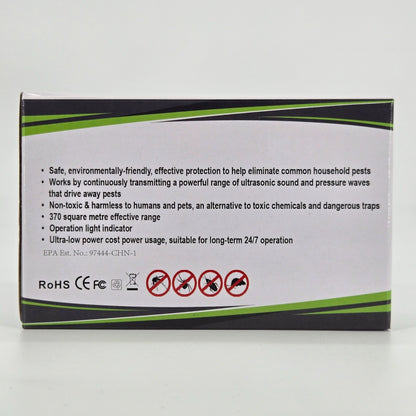 • Safe, environmentally-friendly, effective protection to help eliminate common household pests
• Works by continuously transmitting a powerful range of ultrasonic sound and pressure waves
that drive away pests
• Non-toxic & harmless to humans and pets, an alternative to toxic chemicals and dangerous traps
• 370 square metre effective range
• Operation light indicator
• Ultra-low power cost power usage, suitable for long-term 24/7 operation
EPA Est. No.: 97444-CHN-1
RoHS CE FC